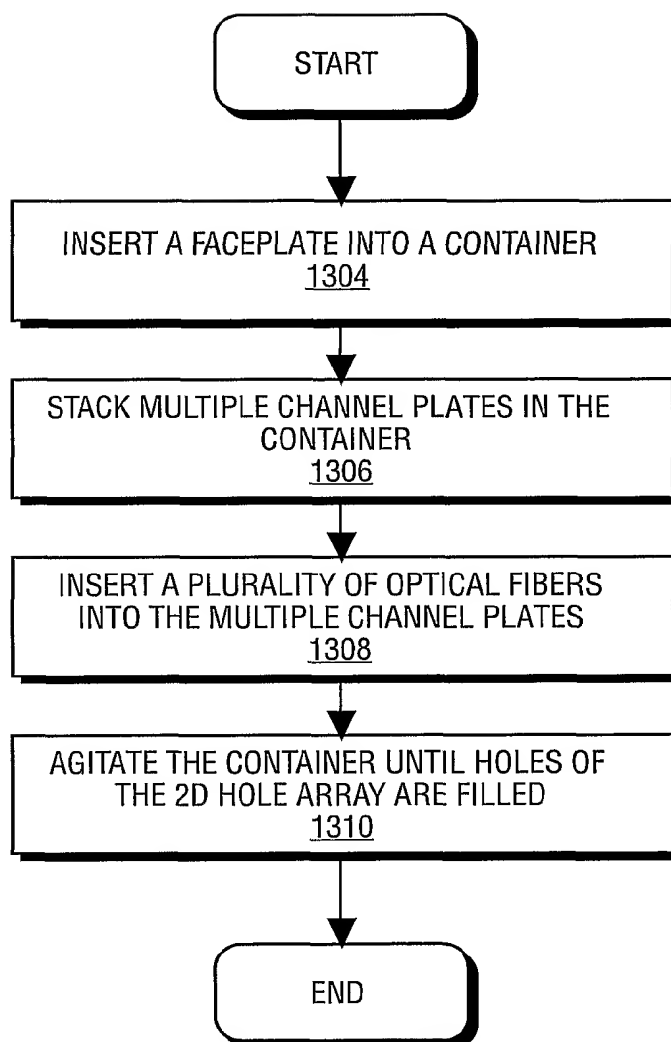 START
INSERT A FACEPLATE INTO A CONTAINER
1304
STACK MULTIPLE CHANNEL PLATES IN THE
CONTAINER
1306
INSERT A PLURALITY OF OPTICAL FIBERS
INTO THE MULTIPLE CHANNEL PLATES
1308
AGITATE THE CONTAINER UNTIL HOLES OF
THE 2D HOLE ARRAY ARE FILLED
1310
END